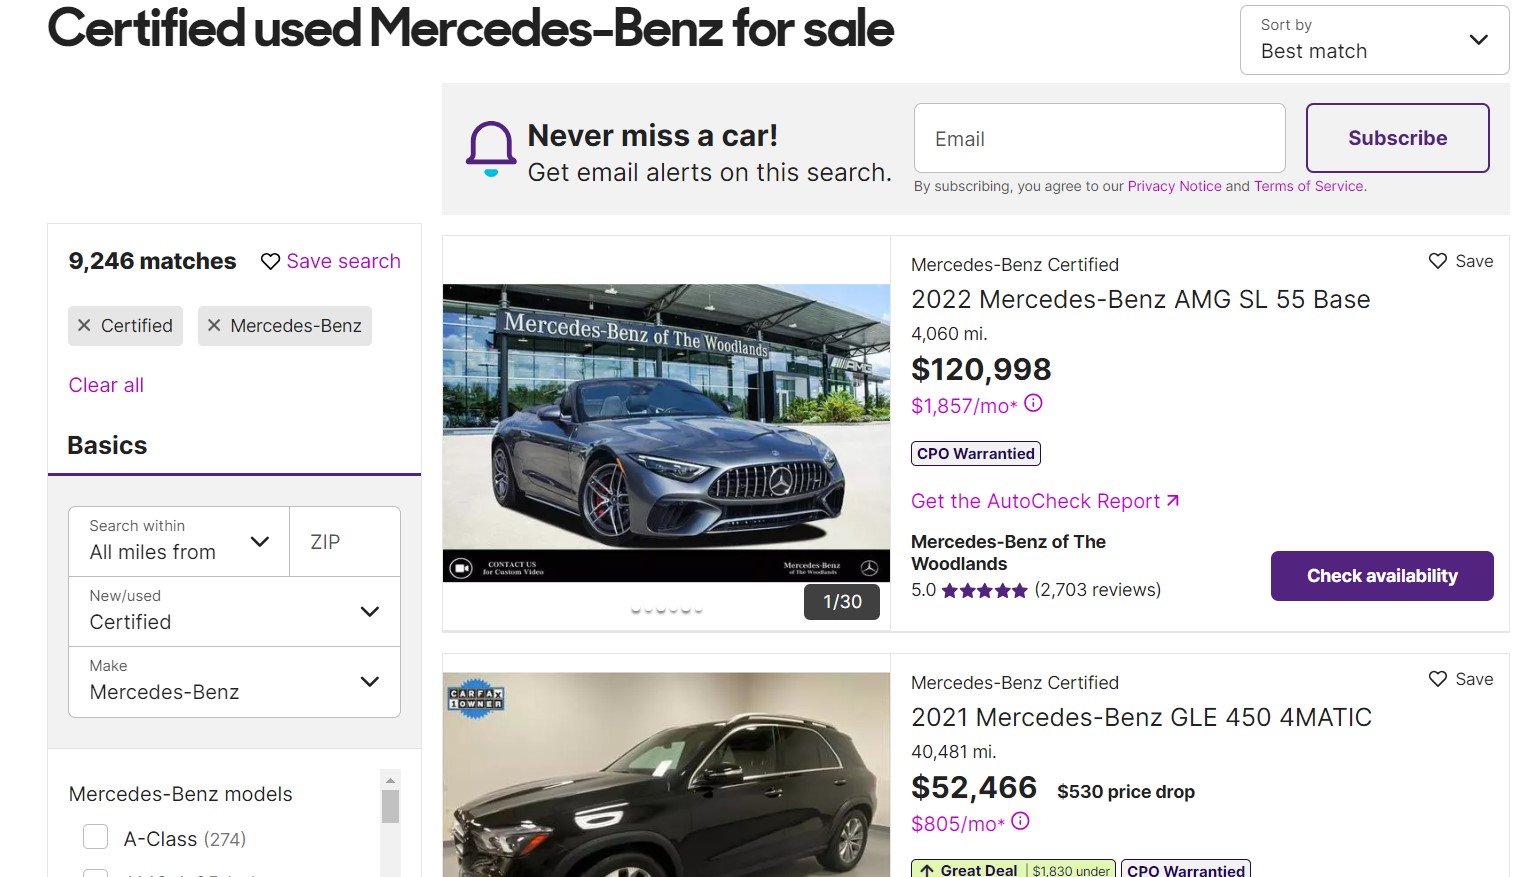 Certified used Mercedes-Benz for sale
Sort by
Best match
Never miss a car!
Get email alerts on this search.
Email
Subscribe
By subscribing, you agree to our Privacy Notice and Terms of Service.
9,246 matches
Save search
Certified
Mercedes-Benz
Clear all
Basics
Search within
All miles from
ZIP
New/used
Certified
Make
Mercedes-Benz
Mercedes-Benz models
A-Class (274)
Mercedes-Benz of The Woodlands
AMG
CONTACT US
for Custom Video
Mercedes-Benz
of The Woodlands
1/30
Mercedes-Benz Certified
Save
2022 Mercedes-Benz AMG SL 55 Base
4,060 mi.
$120,998
$1,857/mo*
CPO Warrantied
Get the AutoCheck Report
Mercedes-Benz of The
Woodlands
5.0 (2,703 reviews)
Check availability
CARFAX
1 OWNER
Mercedes-Benz Certified
Save
2021 Mercedes-Benz GLE 450 4MATIC
40,481 mi.
$52,466 $530 price drop
$805/mo*
Great Deal | $1,830 under
CPO Warrantied